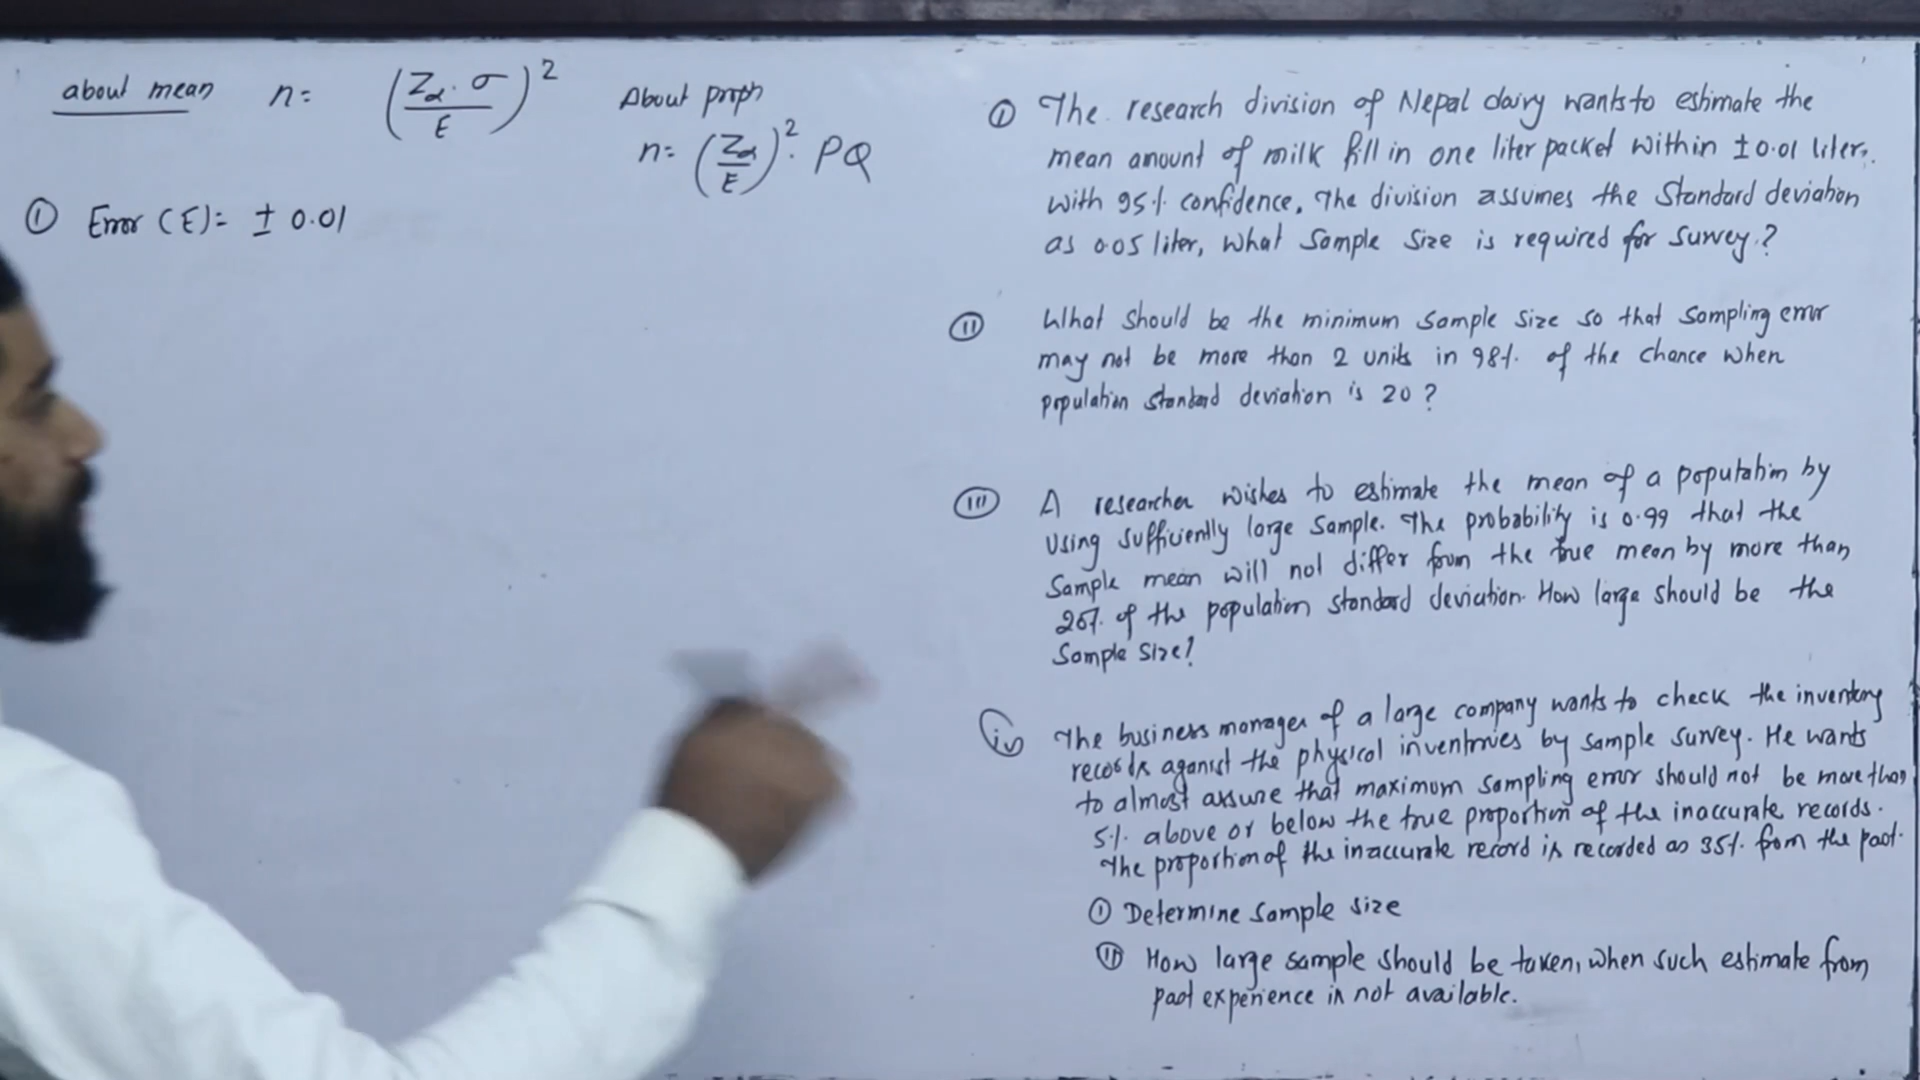 about mean n= (Zα. σ / E)²
About propn
n= (Zα / E)². PQ
① Error (E)= ± 0.01
① The research division of Nepal dairy wants to estimate the
mean amount of milk fill in one liter packet within ±0.01 liter,
with 95% confidence, The division assumes the Standard deviation
as 0.05 liter, what Sample Size is required for survey.?
⑪ What should be the minimum sample size so that sampling error
may not be more than 2 units in 98% of the chance when
population standard deviation is 20?
(III) A researcher wishes to estimate the mean of a population by
using sufficiently large sample. The probability is 0.99 that the
Sample mean will not differ from the true mean by more than
25% of the population standard deviation. How large should be the
Sample size?
(iv) The business manager of a large company wants to check the inventory
records against the physical inventories by sample survey. He wants
to almost assure that maximum sampling error should not be more than
5% above or below the true proportion of the inaccurate records.
The proportion of the inaccurate record is recorded as 35% from the past.
① Determine Sample size
⑪ How large sample should be taken, when such estimate from
past experience is not available.